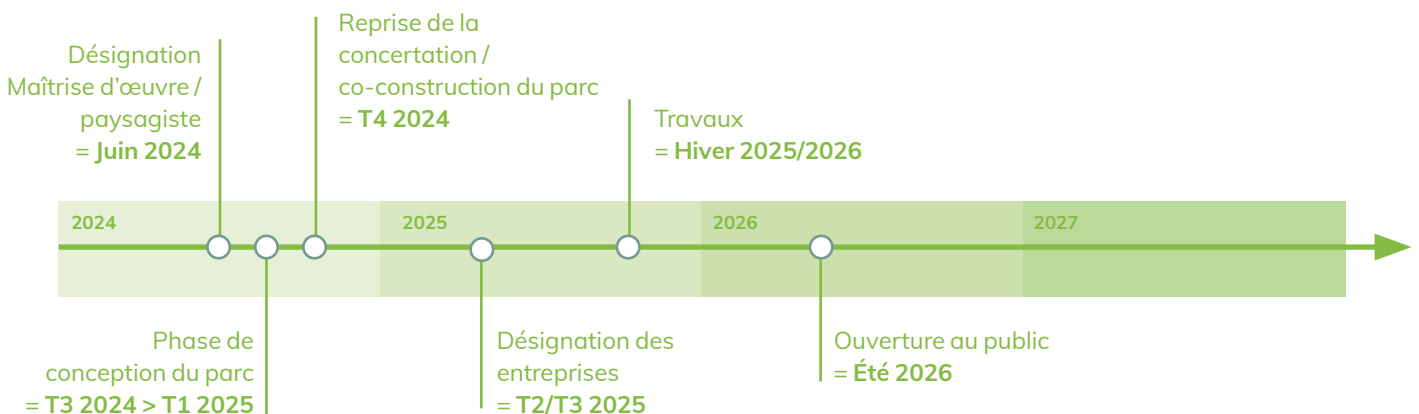 Désignation
Maîtrise d'œuvre /
paysagiste
= Juin 2024
Reprise de la
concertation /
co-construction du parc
= T4 2024
Travaux
= Hiver 2025/2026
2024
2025
2026
2027
Phase de
conception du parc
= T3 2024 > T1 2025
Désignation des
entreprises
= T2/T3 2025
Ouverture au public
= Été 2026